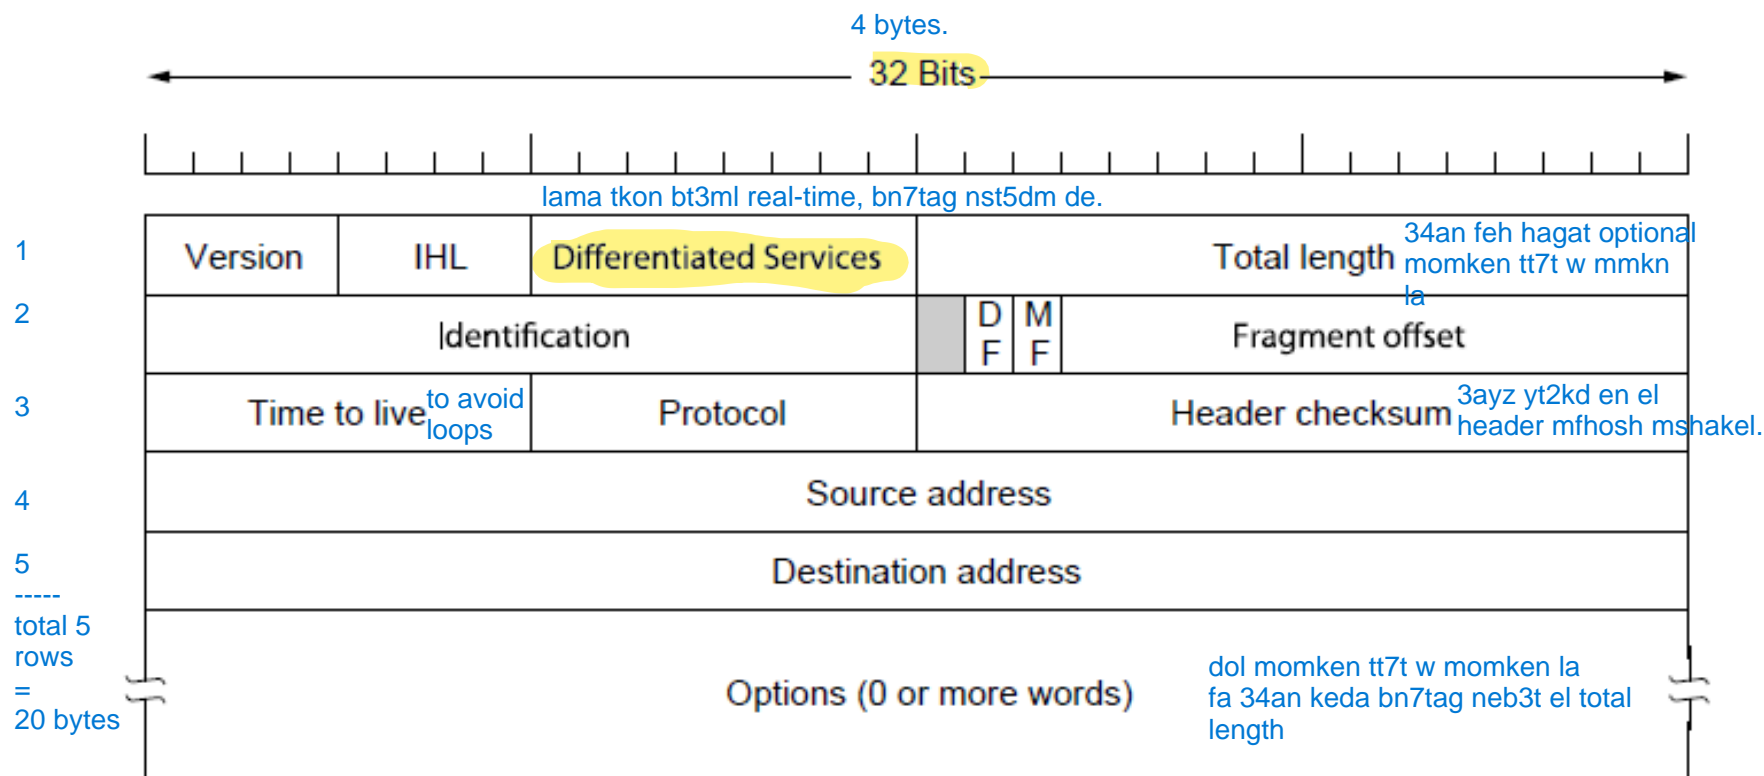 4 bytes.
32 Bits
lama tkon bt3ml real-time, bn7tag nst5dm de.
1
Version
IHL
Differentiated Services
Total length
34an feh hagat optional
momken tt7t w mmkn
la
2
Identification
D
F
M
F
Fragment offset
3
Time to live
to avoid
loops
Protocol
Header checksum
3ayz yt2kd en el
header mfhosh mshakel.
4
Source address
5
Destination address
-----
total 5
rows
=
20 bytes
Options (0 or more words)
dol momken tt7t w momken la
fa 34an keda bn7tag neb3t el total
length